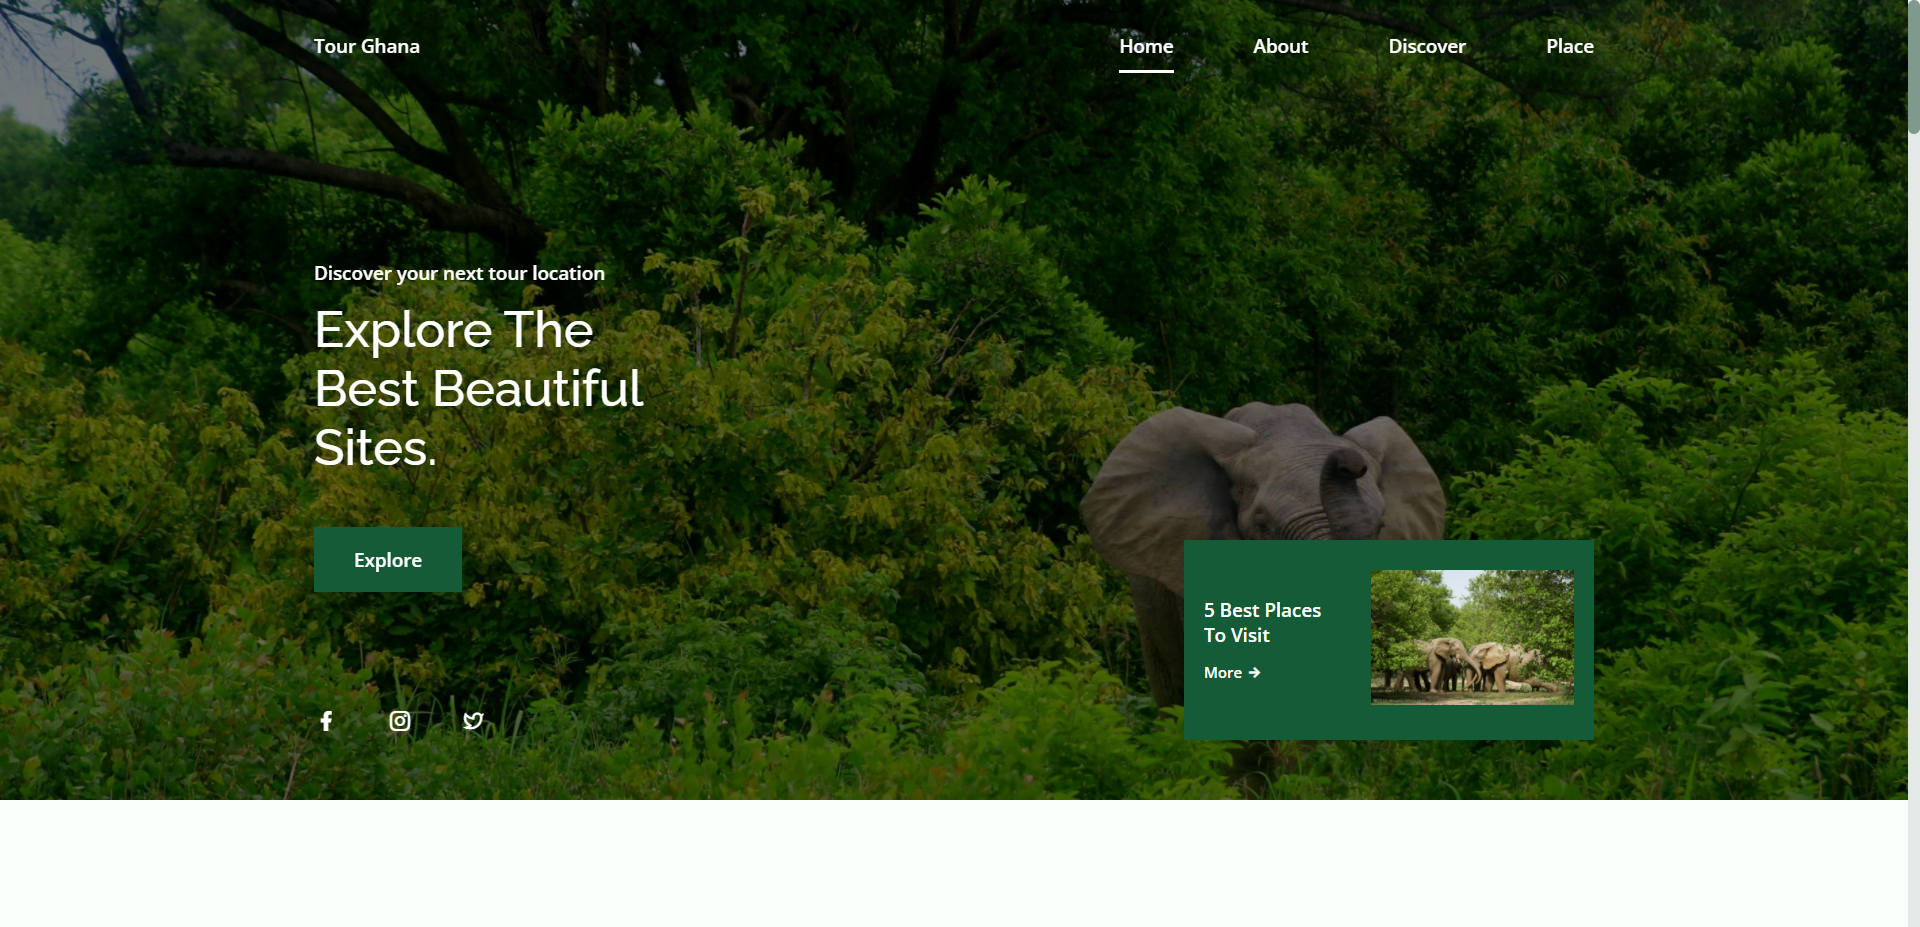 Tour Ghana
Home
About
Discover
Place
Discover your next tour location
Explore The
Best Beautiful
Sites.
Explore
5 Best Places
To Visit
More